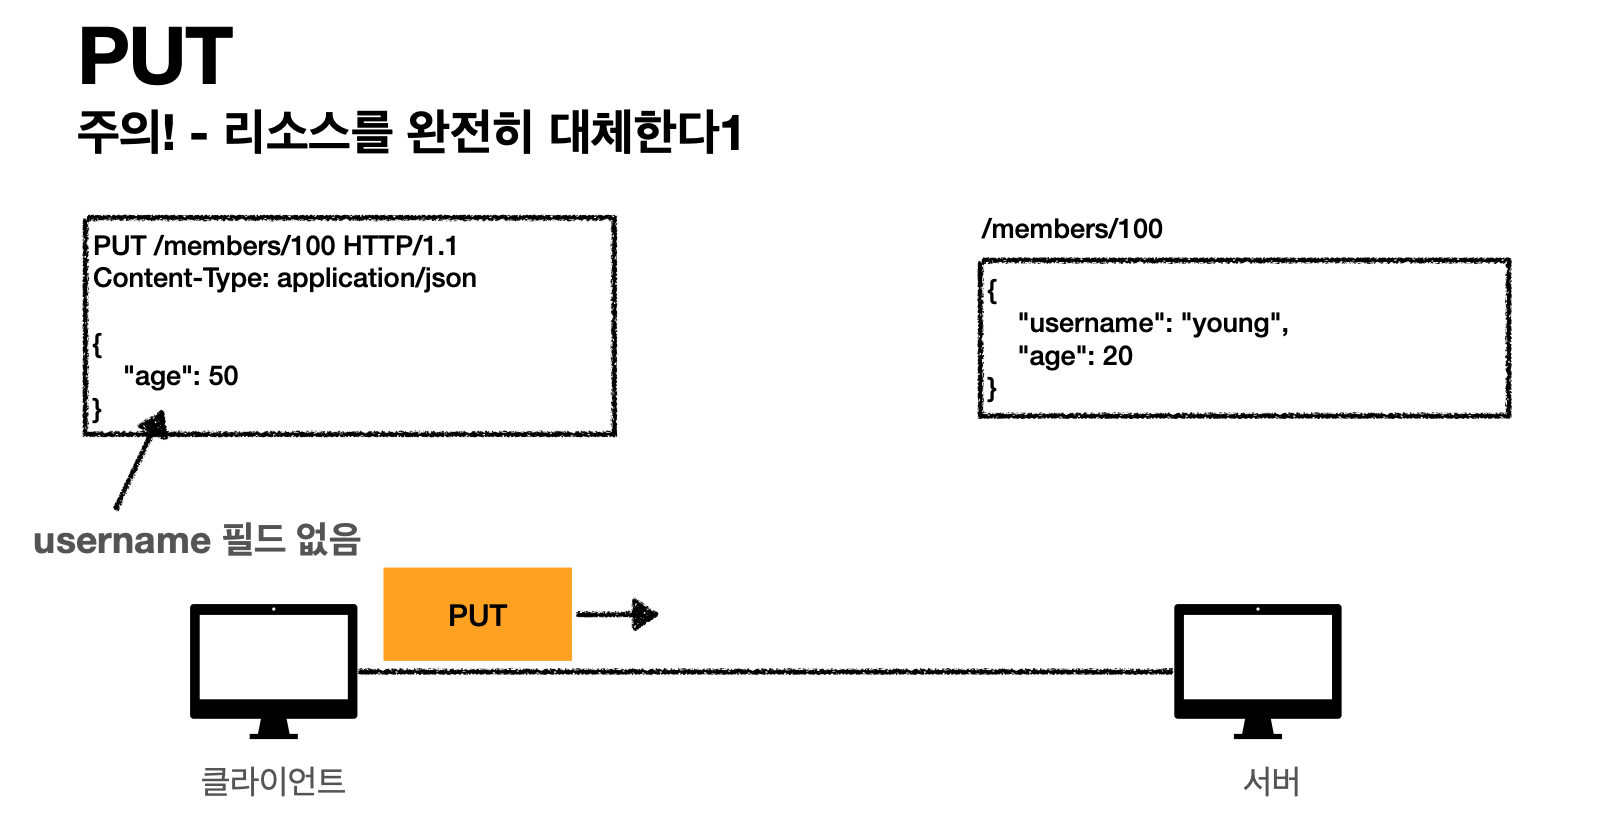 PUT
주의! - 리소스를 완전히 대체한다1
PUT /members/100 HTTP/1.1
Content-Type: application/json
{
"age": 50
}
username 필드 없음
/members/100
{
"username": "young",
"age": 20
}
PUT
클라이언트
서버